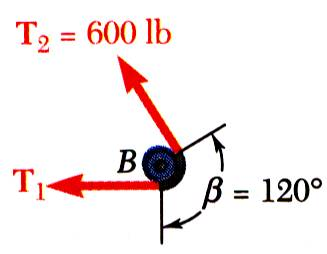 T₂ = 600 lb
B
T₁
β = 120°